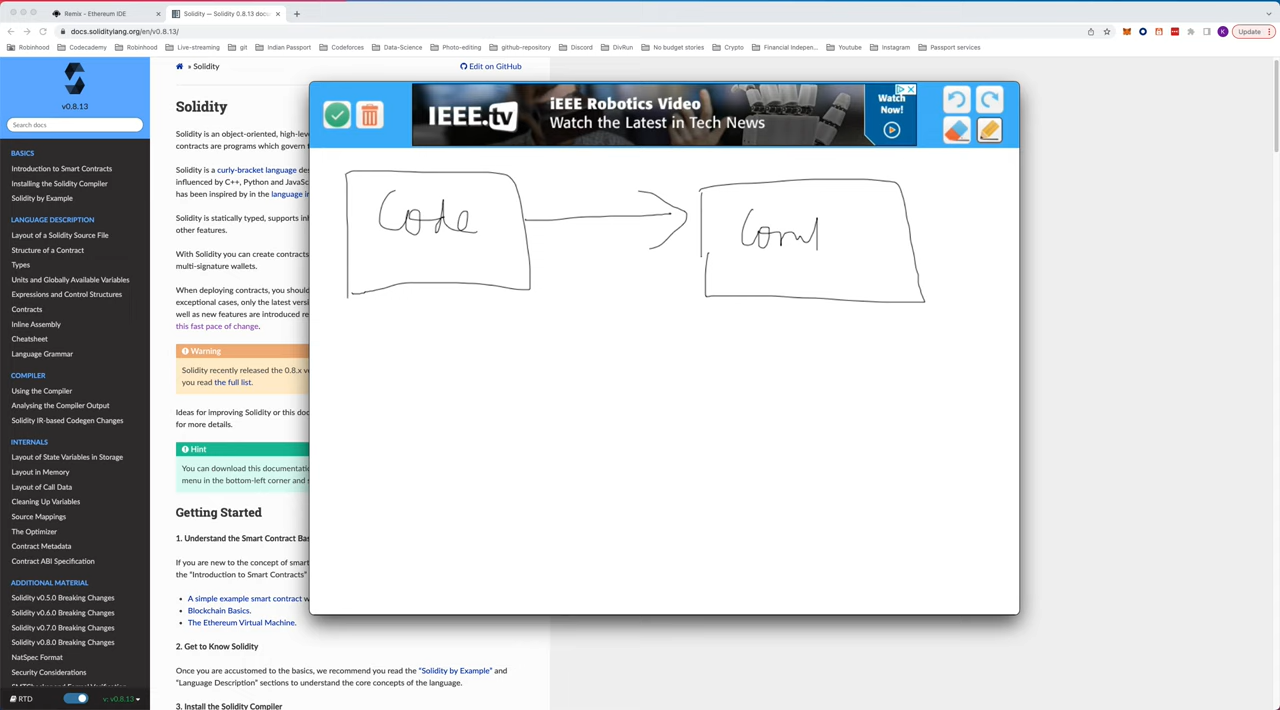 Remix - Ethereum IDE
Solidity — Solidity 0.8.13 docu
docs.soliditylang.org/en/v0.8.13/
K
Update
Robinhood
Codecademy
Robinhood
Live-streaming
git
Indian Passport
Codeforces
Data-Science
Photo-editing
github-repository
Discord
DivRun
No budget stories
Crypto
Financial Indepen...
Youtube
Instagram
Passport services
v0.8.13
Search docs
BASICS
Introduction to Smart Contracts
Installing the Solidity Compiler
Solidity by Example
LANGUAGE DESCRIPTION
Layout of a Solidity Source File
Structure of a Contract
Types
Units and Globally Available Variables
Expressions and Control Structures
Contracts
Inline Assembly
Cheatsheet
Language Grammar
COMPILER
Using the Compiler
Analysing the Compiler Output
Solidity IR-based Codegen Changes
INTERNALS
Layout of State Variables in Storage
Layout in Memory
Layout of Call Data
Cleaning Up Variables
Source Mappings
The Optimizer
Contract Metadata
Contract ABI Specification
ADDITIONAL MATERIAL
Solidity v0.5.0 Breaking Changes
Solidity v0.6.0 Breaking Changes
Solidity v0.7.0 Breaking Changes
Solidity v0.8.0 Breaking Changes
NatSpec Format
Security Considerations
RTD
v: v0.8.13
» Solidity
Edit on GitHub
Solidity
Solidity is an object-oriented, high-leve
contracts are programs which govern t
Solidity is a curly-bracket language des
influenced by C++, Python and JavaSc
has been inspired by in the language in
Solidity is statically typed, supports inh
other features.
With Solidity you can create contracts
multi-signature wallets.
When deploying contracts, you should
exceptional cases, only the latest versi
well as new features are introduced re
this fast pace of change.
Warning
Solidity recently released the 0.8.x ve
you read the full list.
Ideas for improving Solidity or this do
for more details.
Hint
You can download this documentatio
menu in the bottom-left corner and s
Getting Started
1. Understand the Smart Contract Bas
If you are new to the concept of smart
the “Introduction to Smart Contracts”
A simple example smart contract w
Blockchain Basics.
The Ethereum Virtual Machine.
2. Get to Know Solidity
Once you are accustomed to the basics, we recommend you read the “Solidity by Example” and
“Language Description” sections to understand the core concepts of the language.
3. Install the Solidity Compiler
IEEE.tv
iEEE Robotics Video
Watch the Latest in Tech News
Watch
Now!
Code